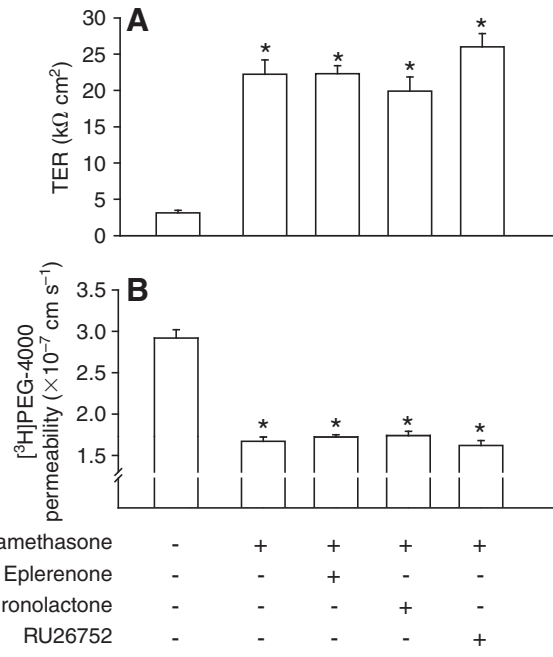 A
30
25
20
15
10
5
0
TER (kΩ cm²)
* * * *
B
3.5
3.0
2.5
2.0
1.5
[³H]PEG-4000
permeability (×10⁻⁷ cm s⁻¹)
* * * *
amethasone - + + + +
Eplerenone - - + - -
ronolactone - - - + -
RU26752 - - - - +